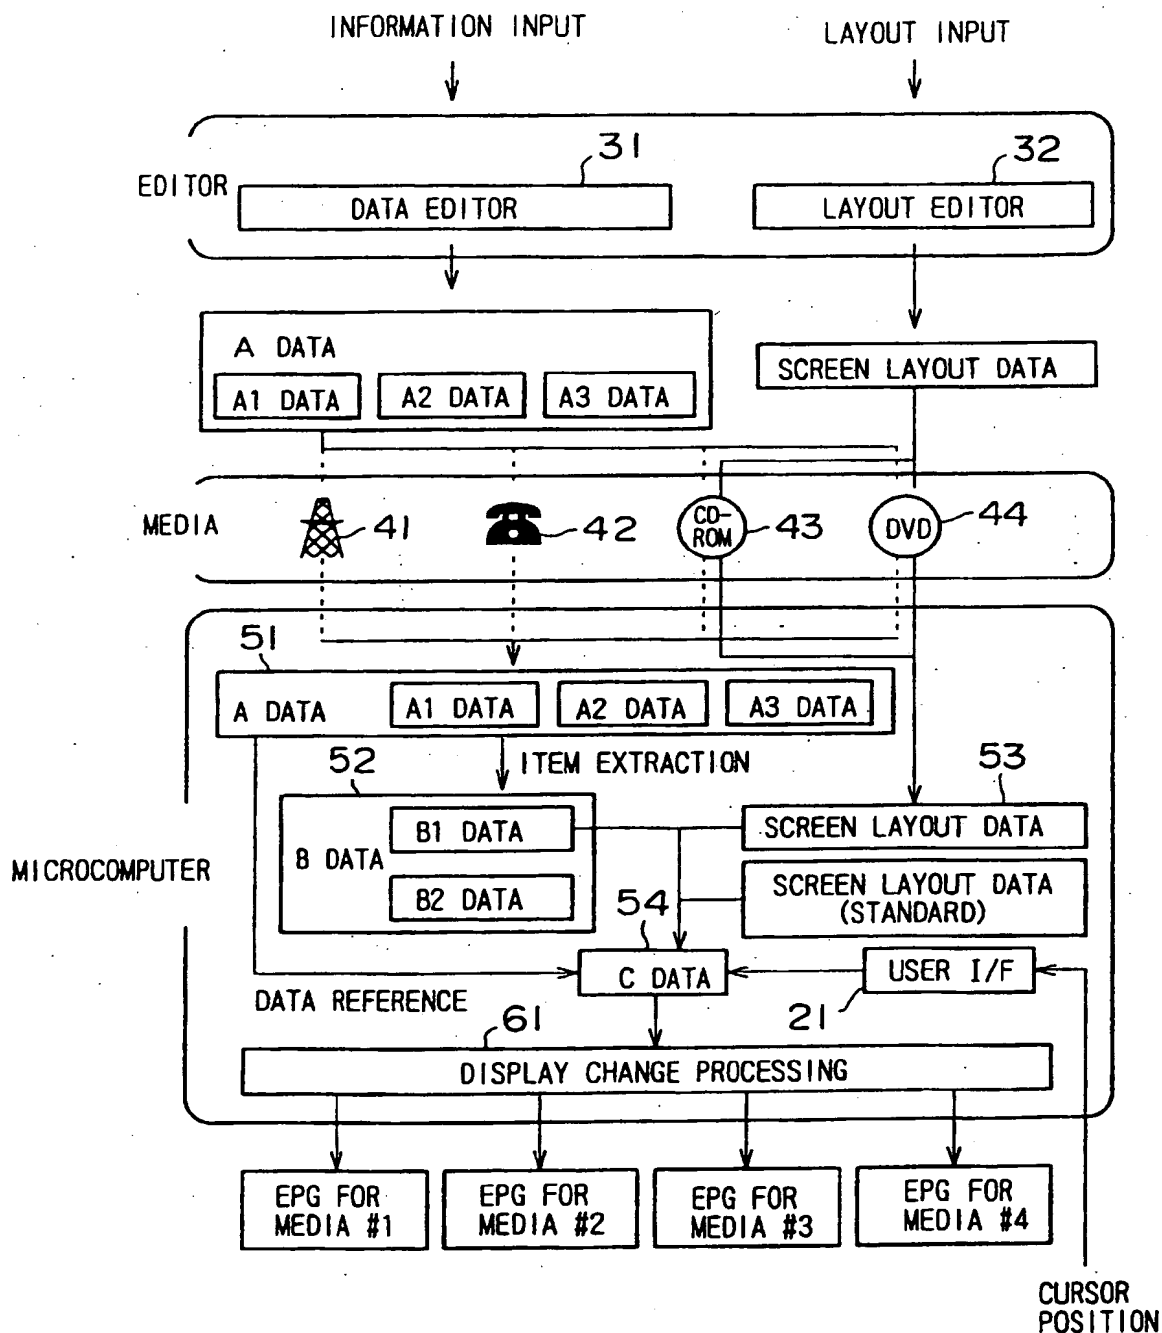 INFORMATION INPUT
LAYOUT INPUT
EDITOR
31
DATA EDITOR
32
LAYOUT EDITOR
A DATA
A1 DATA
A2 DATA
A3 DATA
SCREEN LAYOUT DATA
MEDIA
41
42
CD-
ROM
43
DVD
44
MICROCOMPUTER
51
A DATA
A1 DATA
A2 DATA
A3 DATA
ITEM EXTRACTION
52
B DATA
B1 DATA
B2 DATA
53
SCREEN LAYOUT DATA
SCREEN LAYOUT DATA
(STANDARD)
54
C DATA
USER I/F
21
DATA REFERENCE
61
DISPLAY CHANGE PROCESSING
EPG FOR
MEDIA #1
EPG FOR
MEDIA #2
EPG FOR
MEDIA #3
EPG FOR
MEDIA #4
CURSOR
POSITION